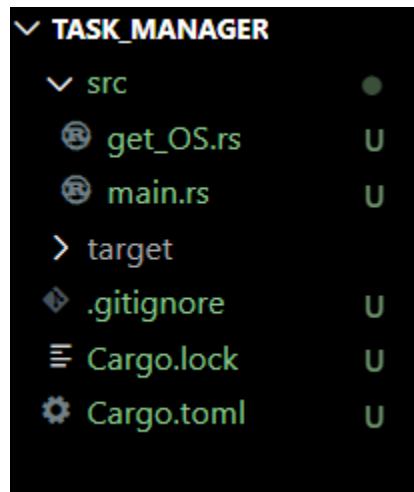 TASK_MANAGER
src
get_OS.rs U
main.rs U
target
.gitignore U
Cargo.lock U
Cargo.toml U